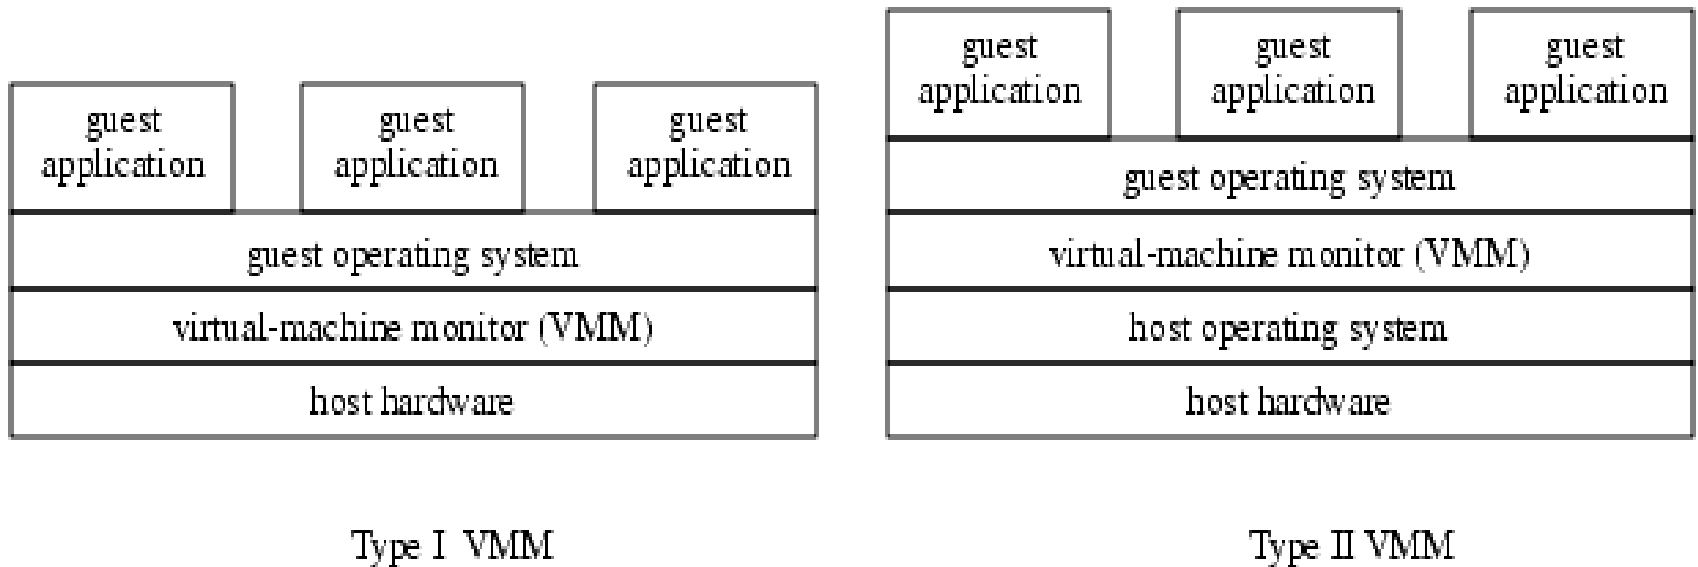 guest
application
guest
application
guest
application
guest operating system
virtual-machine monitor (VMM)
host hardware
Type I VMM
guest
application
guest
application
guest
application
guest operating system
virtual-machine monitor (VMM)
host operating system
host hardware
Type II VMM